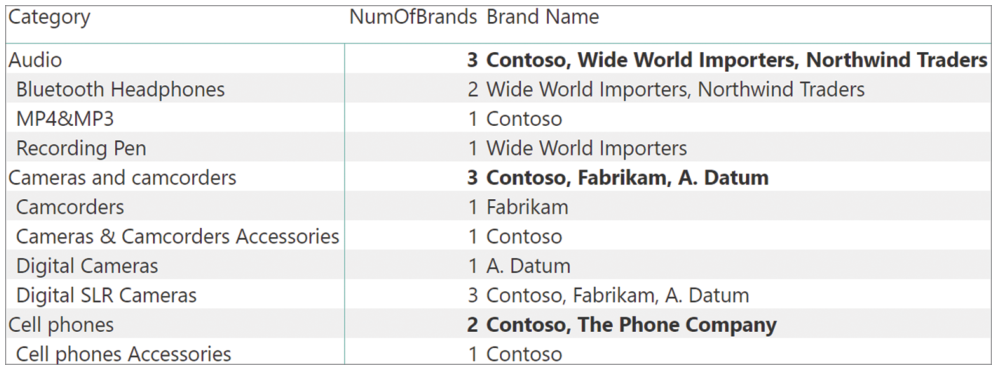 Category NumOfBrands Brand Name
Audio 3 Contoso, Wide World Importers, Northwind Traders
Bluetooth Headphones 2 Wide World Importers, Northwind Traders
MP4&MP3 1 Contoso
Recording Pen 1 Wide World Importers
Cameras and camcorders 3 Contoso, Fabrikam, A. Datum
Camcorders 1 Fabrikam
Cameras & Camcorders Accessories 1 Contoso
Digital Cameras 1 A. Datum
Digital SLR Cameras 3 Contoso, Fabrikam, A. Datum
Cell phones 2 Contoso, The Phone Company
Cell phones Accessories 1 Contoso